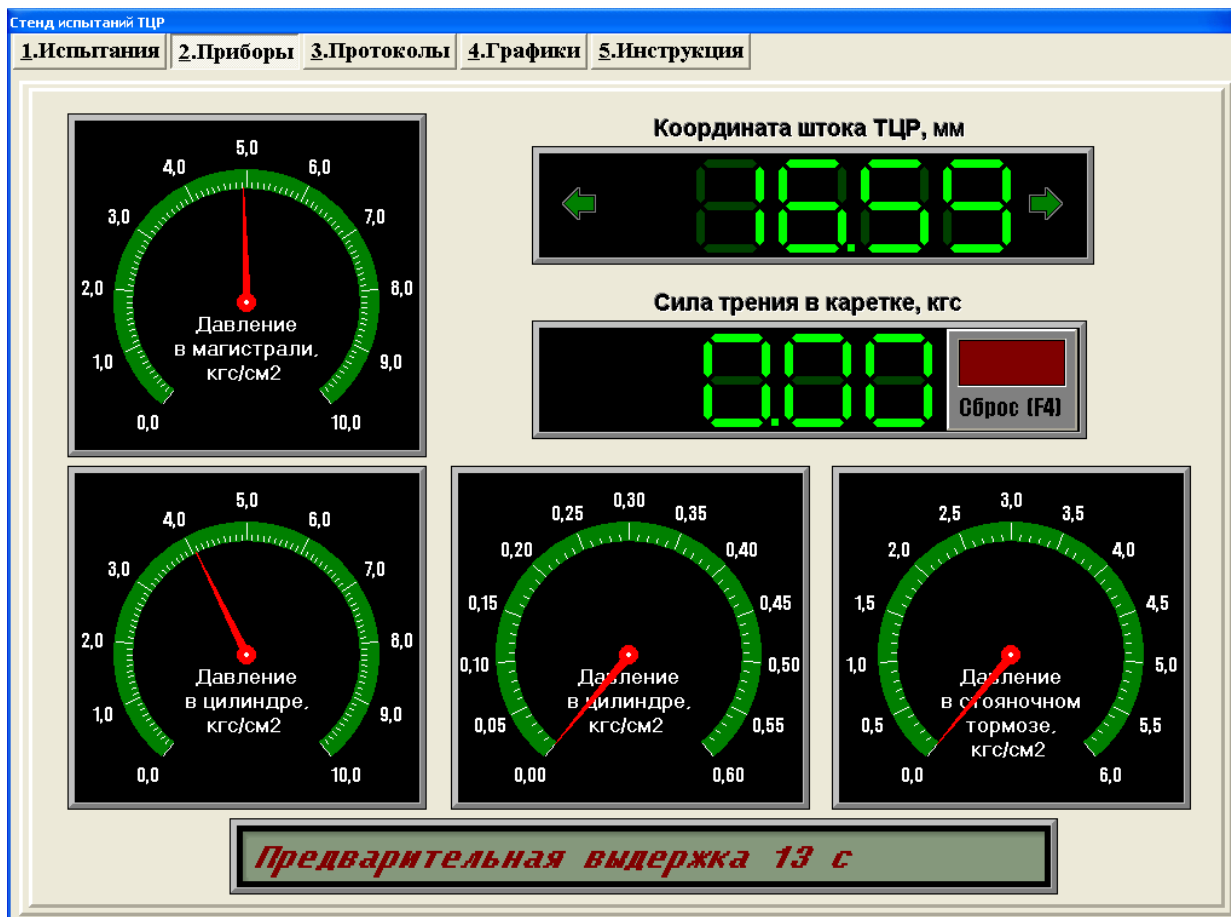 Стенд испытаний ТЦР
1.Испытания 2.Приборы 3.Протоколы 4.Графики 5.Инструкция
5,0
4,0 6,0
3,0 7,0
2,0 8,0
1,0 9,0
0,0 10,0
Давление
в магистрали,
кгс/см2
Координата штока ТЦР, мм
16.59
Сила трения в каретке, кгс
0.00
Сброс (F4)
5,0
4,0 6,0
3,0 7,0
2,0 8,0
1,0 9,0
0,0 10,0
Давление
в цилиндре,
кгс/см2
0,30
0,25 0,35
0,20 0,40
0,15 0,45
0,10 0,50
0,05 0,55
0,00 0,60
Давление
в цилиндре,
кгс/см2
3,0
2,5 3,5
2,0 4,0
1,5 4,5
1,0 5,0
0,5 5,5
0,0 6,0
Давление
в стояночном
тормозе,
кгс/см2
Предварительная выдержка 13 с